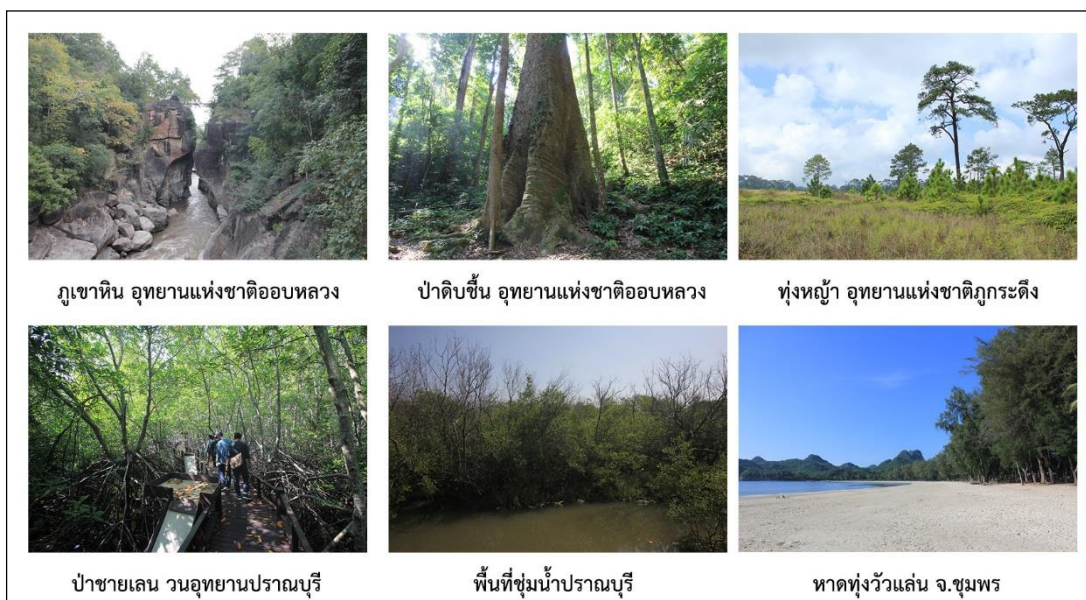 ภูเขาหิน อุทยานแห่งชาติออบหลวง
ป่าดิบชื้น อุทยานแห่งชาติออบหลวง
ทุ่งหญ้า อุทยานแห่งชาติภูกระดึง
ป่าชายเลน วนอุทยานปราณบุรี
พื้นที่ชุ่มน้ำปราณบุรี
หาดทุ่งวัวแล่น จ.ชุมพร